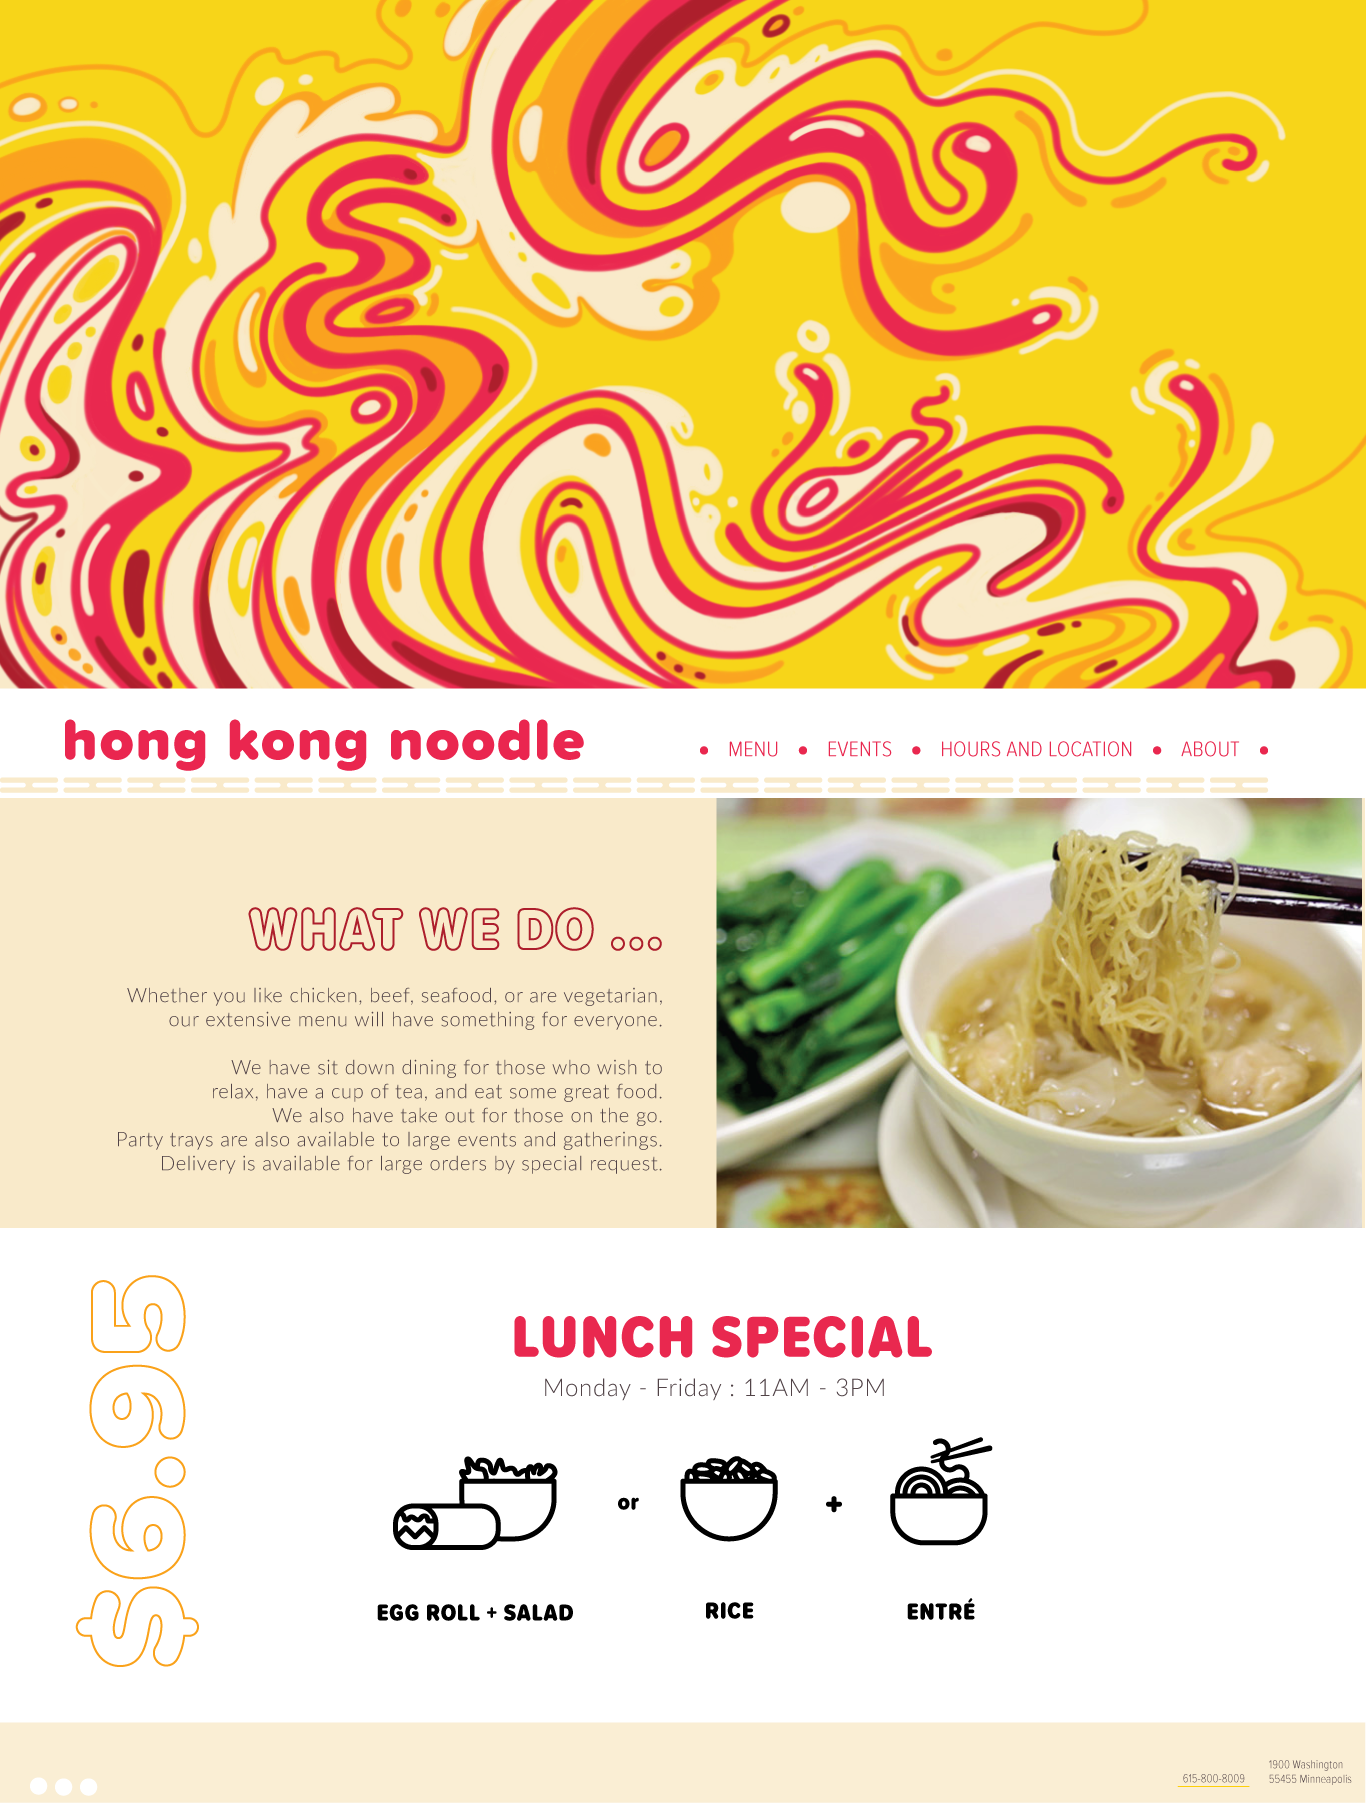 hong kong noodle
• MENU • EVENTS • HOURS AND LOCATION • ABOUT •
WHAT WE DO ...
Whether you like chicken, beef, seafood, or are vegetarian,
our extensive menu will have something for everyone.
We have sit down dining for those who wish to
relax, have a cup of tea, and eat some great food.
We also have take out for those on the go.
Party trays are also available to large events and gatherings.
Delivery is available for large orders by special request.
$6.95
LUNCH SPECIAL
Monday - Friday : 11AM - 3PM
or
+
EGG ROLL + SALAD
RICE
ENTRÉ
615-800-8009
1900 Washington
55455 Minneapolis